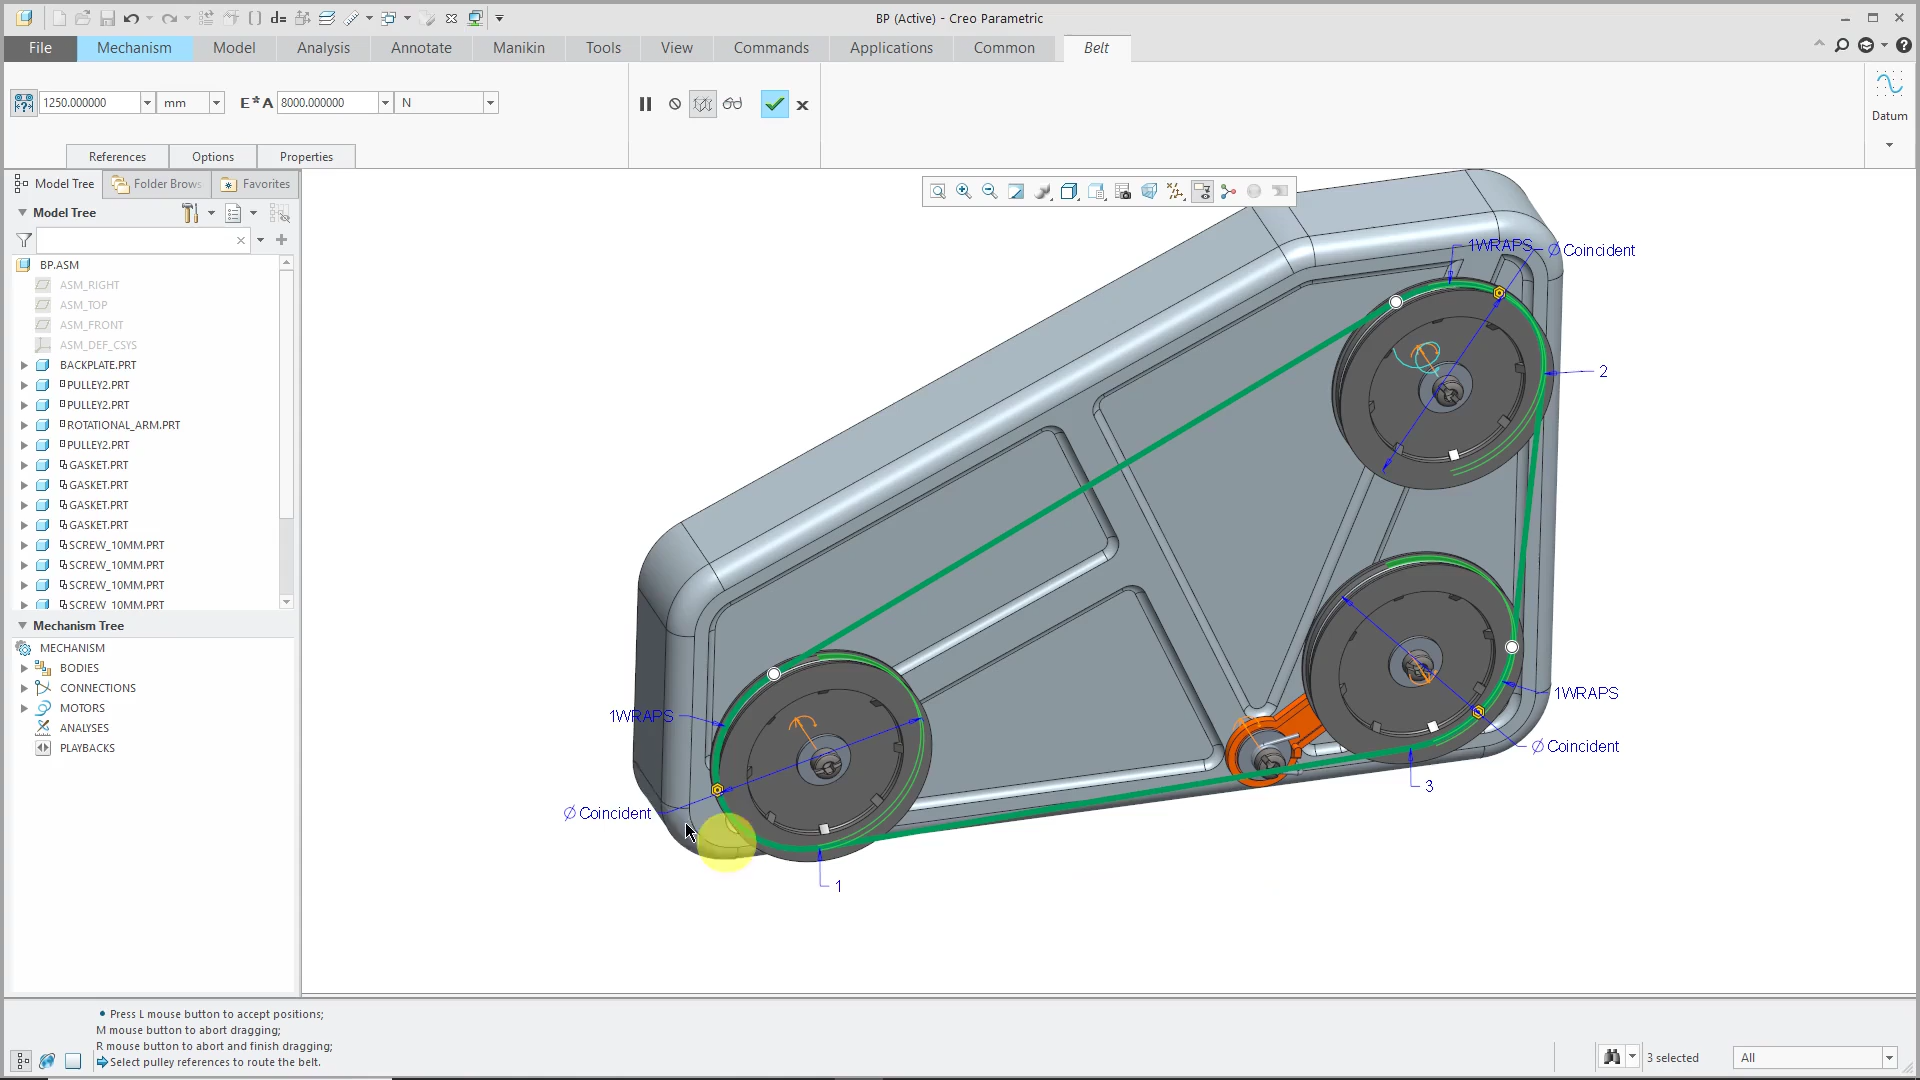 BP (Active) - Creo Parametric
File
Mechanism
Model
Analysis
Annotate
Manikin
Tools
View
Commands
Applications
Common
Belt
1250.000000
mm
E*A
8000.000000
N
Datum
References
Options
Properties
Model Tree
Folder Brows
Favorites
Model Tree
BP.ASM
ASM_RIGHT
ASM_TOP
ASM_FRONT
ASM_DEF_CSYS
BACKPLATE.PRT
PULLEY2.PRT
PULLEY2.PRT
ROTATIONAL_ARM.PRT
PULLEY2.PRT
GASKET.PRT
GASKET.PRT
GASKET.PRT
GASKET.PRT
SCREW_10MM.PRT
SCREW_10MM.PRT
SCREW_10MM.PRT
SCREW_10MM.PRT
Mechanism Tree
MECHANISM
BODIES
CONNECTIONS
MOTORS
ANALYSES
PLAYBACKS
1WRAPS
Ø Coincident
2
1WRAPS
1WRAPS
Ø Coincident
3
Ø Coincident
1
• Press L mouse button to accept positions;
M mouse button to abort dragging;
R mouse button to abort and finish dragging;
Select pulley references to route the belt.
3 selected
All